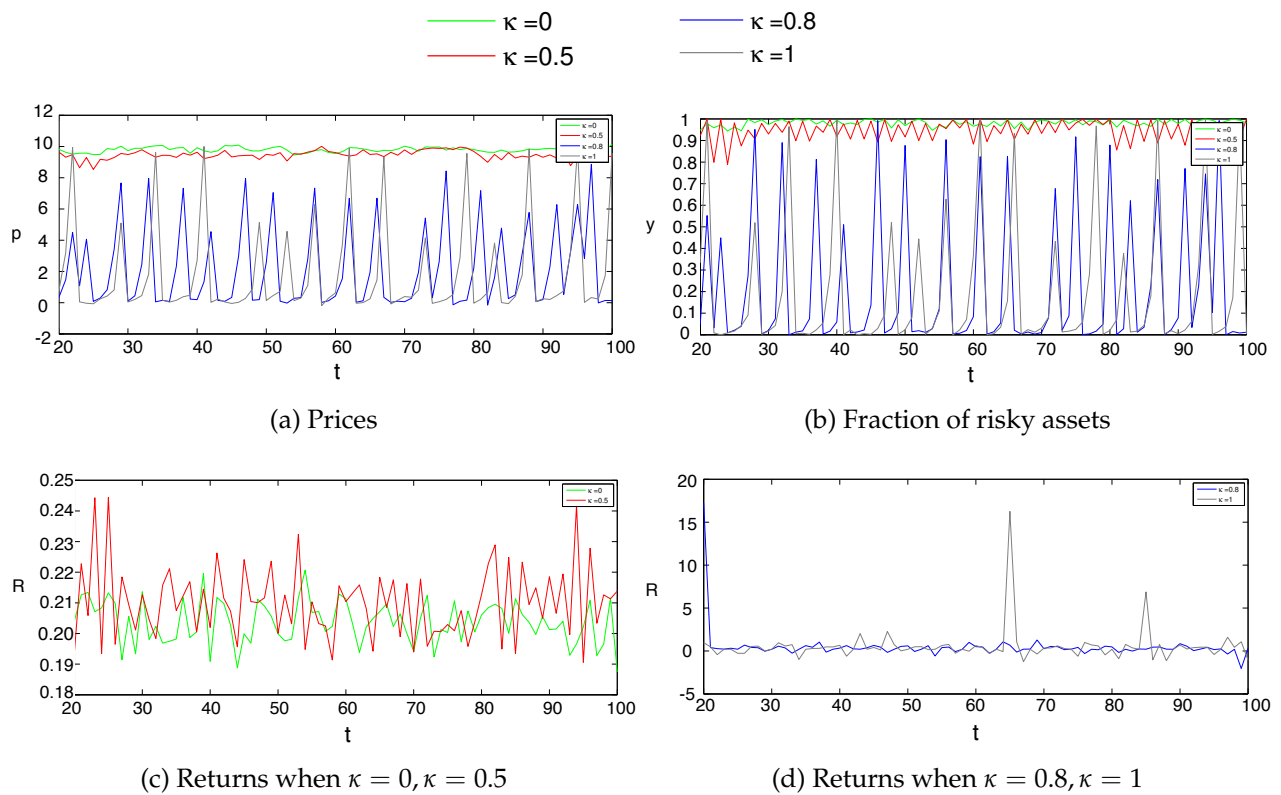 κ =0
κ =0.8
κ =0.5
κ =1
12
10
8
6
4
2
0
-2
p
20 30 40 50 60 70 80 90 100
t
κ =0
κ =0.5
κ =0.8
κ =1
(a) Prices
1
0.9
0.8
0.7
0.6
0.5
0.4
0.3
0.2
0.1
0
y
20 30 40 50 60 70 80 90 100
t
κ =0
κ =0.5
κ =0.8
κ =1
(b) Fraction of risky assets
0.25
0.24
0.23
0.22
0.21
0.20
0.19
0.18
R
20 30 40 50 60 70 80 90 100
t
κ =0
κ =0.5
(c) Returns when κ = 0, κ = 0.5
20
15
10
5
0
-5
R
20 30 40 50 60 70 80 90 100
t
κ =0.8
κ =1
(d) Returns when κ = 0.8, κ = 1